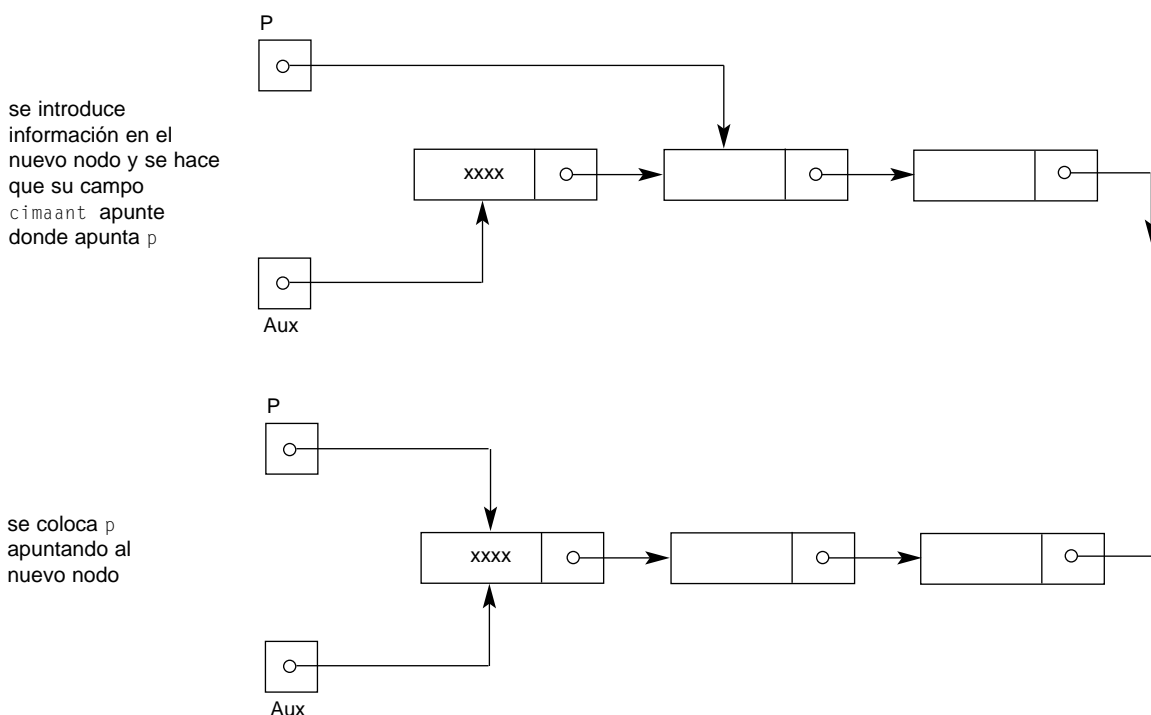 P
se introduce
información en el
nuevo nodo y se hace
que su campo
cimaant apunte
donde apunta p
xxxx
Aux
P
se coloca p
apuntando al
nuevo nodo
xxxx
Aux